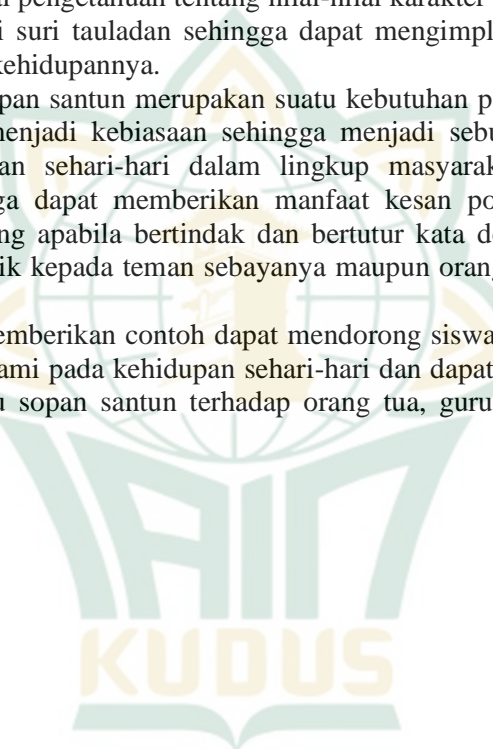 pengetahuan tentang nilai-nilai karakter
suri tauladan sehingga dapat mengimpl
kehidupannya.
pan santun merupakan suatu kebutuhan p
menjadi kebiasaan sehingga menjadi sebu
an sehari-hari dalam lingkup masyarak
ga dapat memberikan manfaat kesan po
ng apabila bertindak dan bertutur kata de
ik kepada teman sebayanya maupun orang
emberikan contoh dapat mendorong siswa
ami pada kehidupan sehari-hari dan dapat
u sopan santun terhadap orang tua, guru
IAIN
KUDUS